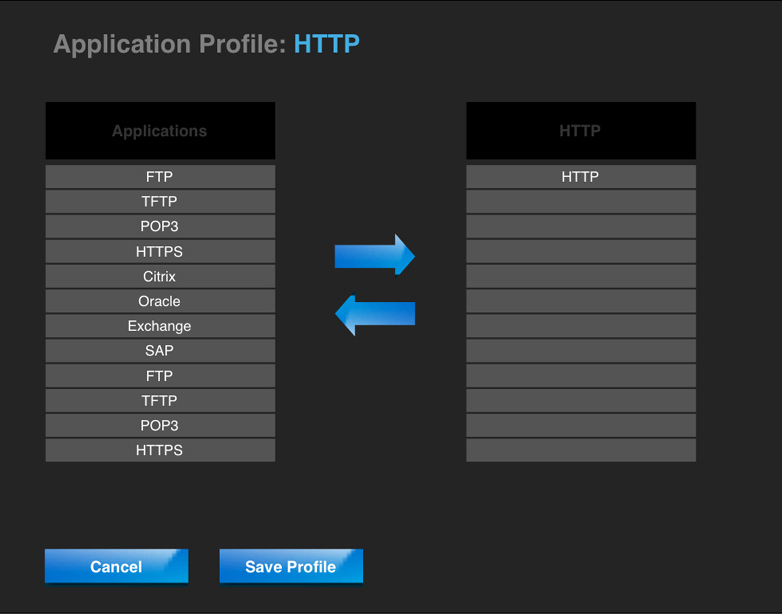 Application Profile: HTTP
Applications
FTP
TFTP
POP3
HTTPS
Citrix
Oracle
Exchange
SAP
FTP
TFTP
POP3
HTTPS
HTTP
HTTP
Cancel
Save Profile